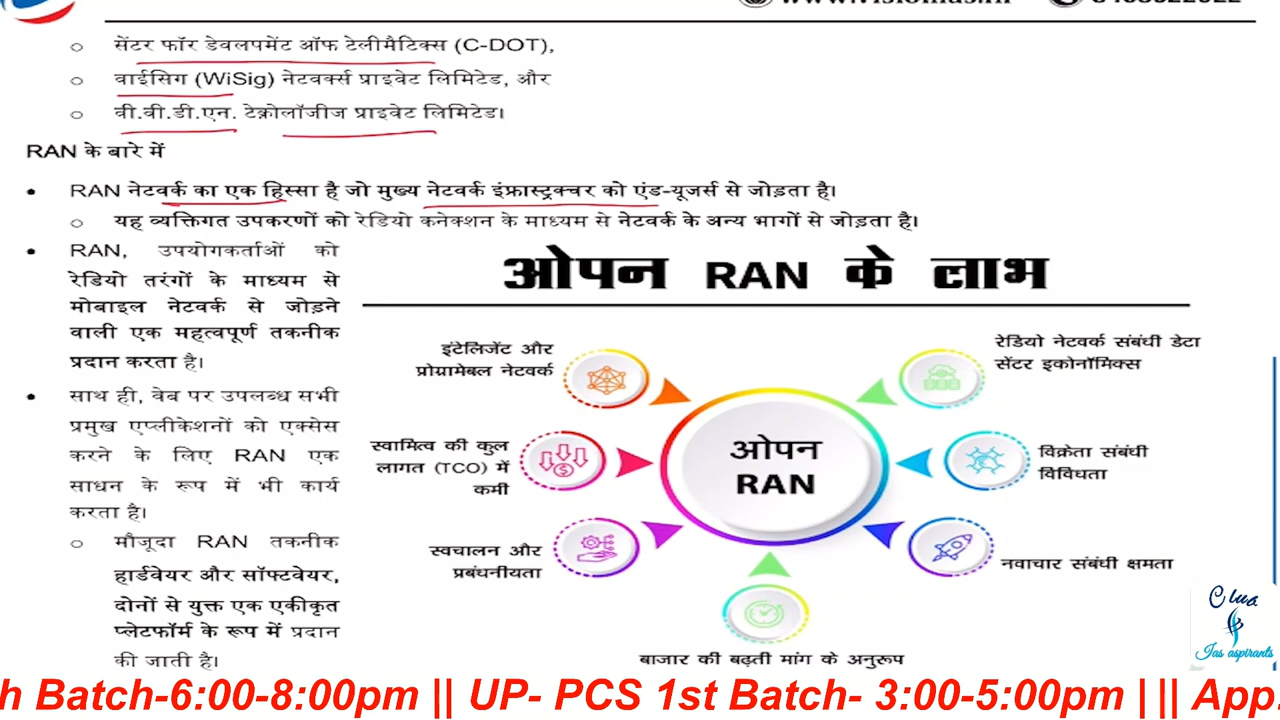 सेंटर फॉर डेवलपमेंट ऑफ टेलीमैटिक्स (C-DOT),
वाईसिग (WiSig) नेटवर्क्स प्राइवेट लिमिटेड, और
वी.वी.डी.एन. टेक्नोलॉजीज प्राइवेट लिमिटेड।
RAN के बारे में
RAN नेटवर्क का एक हिस्सा है जो मुख्य नेटवर्क इंफ्रास्ट्रक्चर को एंड-यूजर्स से जोड़ता है।
यह व्यक्तिगत उपकरणों को रेडियो कनेक्शन के माध्यम से नेटवर्क के अन्य भागों से जोड़ता है।
RAN, उपयोगकर्ताओं को
रेडियो तरंगों के माध्यम से
मोबाइल नेटवर्क से जोड़ने
वाली एक महत्वपूर्ण तकनीक
प्रदान करता है।
साथ ही, वेब पर उपलब्ध सभी
प्रमुख एप्लीकेशनों को एक्सेस
करने के लिए RAN एक
साधन के रूप में भी कार्य
करता है।
मौजूदा RAN तकनीक
हार्डवेयर और सॉफ्टवेयर,
दोनों से युक्त एक एकीकृत
प्लेटफॉर्म के रूप में प्रदान
की जाती है।
ओपन RAN के लाभ
इंटेलिजेंट और
प्रोग्रामेबल नेटवर्क
स्वामित्व की कुल
लागत (TCO) में
कमी
स्वचालन और
प्रबंधनीयता
ओपन
RAN
रेडियो नेटवर्क संबंधी डेटा
सेंटर इकोनॉमिक्स
विक्रेता संबंधी
विविधता
नवाचार संबंधी क्षमता
बाजार की बढ़ती मांग के अनुरूप
Ias aspirants
h Batch-6:00-8:00pm || UP- PCS 1st Batch- 3:00-5:00pm | || App